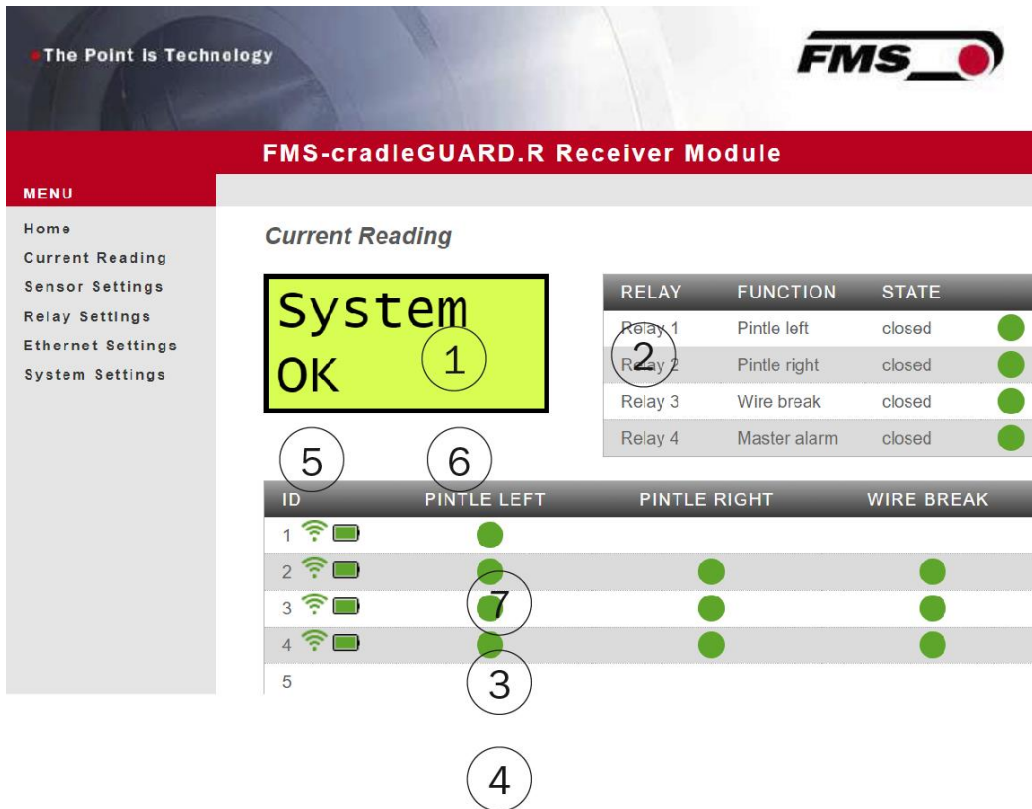 The Point is Technology
FMS
FMS-cradleGUARD.R Receiver Module
MENU
Home
Current Reading
Sensor Settings
Relay Settings
Ethernet Settings
System Settings
Current Reading
System
OK
1
RELAY FUNCTION STATE
Relay 1 Pintle left closed
2
Relay 2 Pintle right closed
Relay 3 Wire break closed
Relay 4 Master alarm closed
5 6
ID PINTLE LEFT PINTLE RIGHT WIRE BREAK
1
2
3
7
4
5
3
4